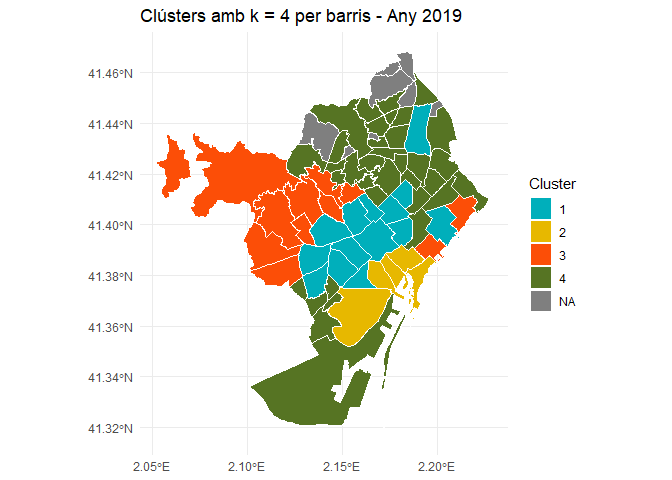 Clústers amb k = 4 per barris - Any 2019
41.46°N
41.44°N
41.42°N
41.40°N
41.38°N
41.36°N
41.34°N
41.32°N
2.05°E
2.10°E
2.15°E
2.20°E
Cluster
1
2
3
4
NA